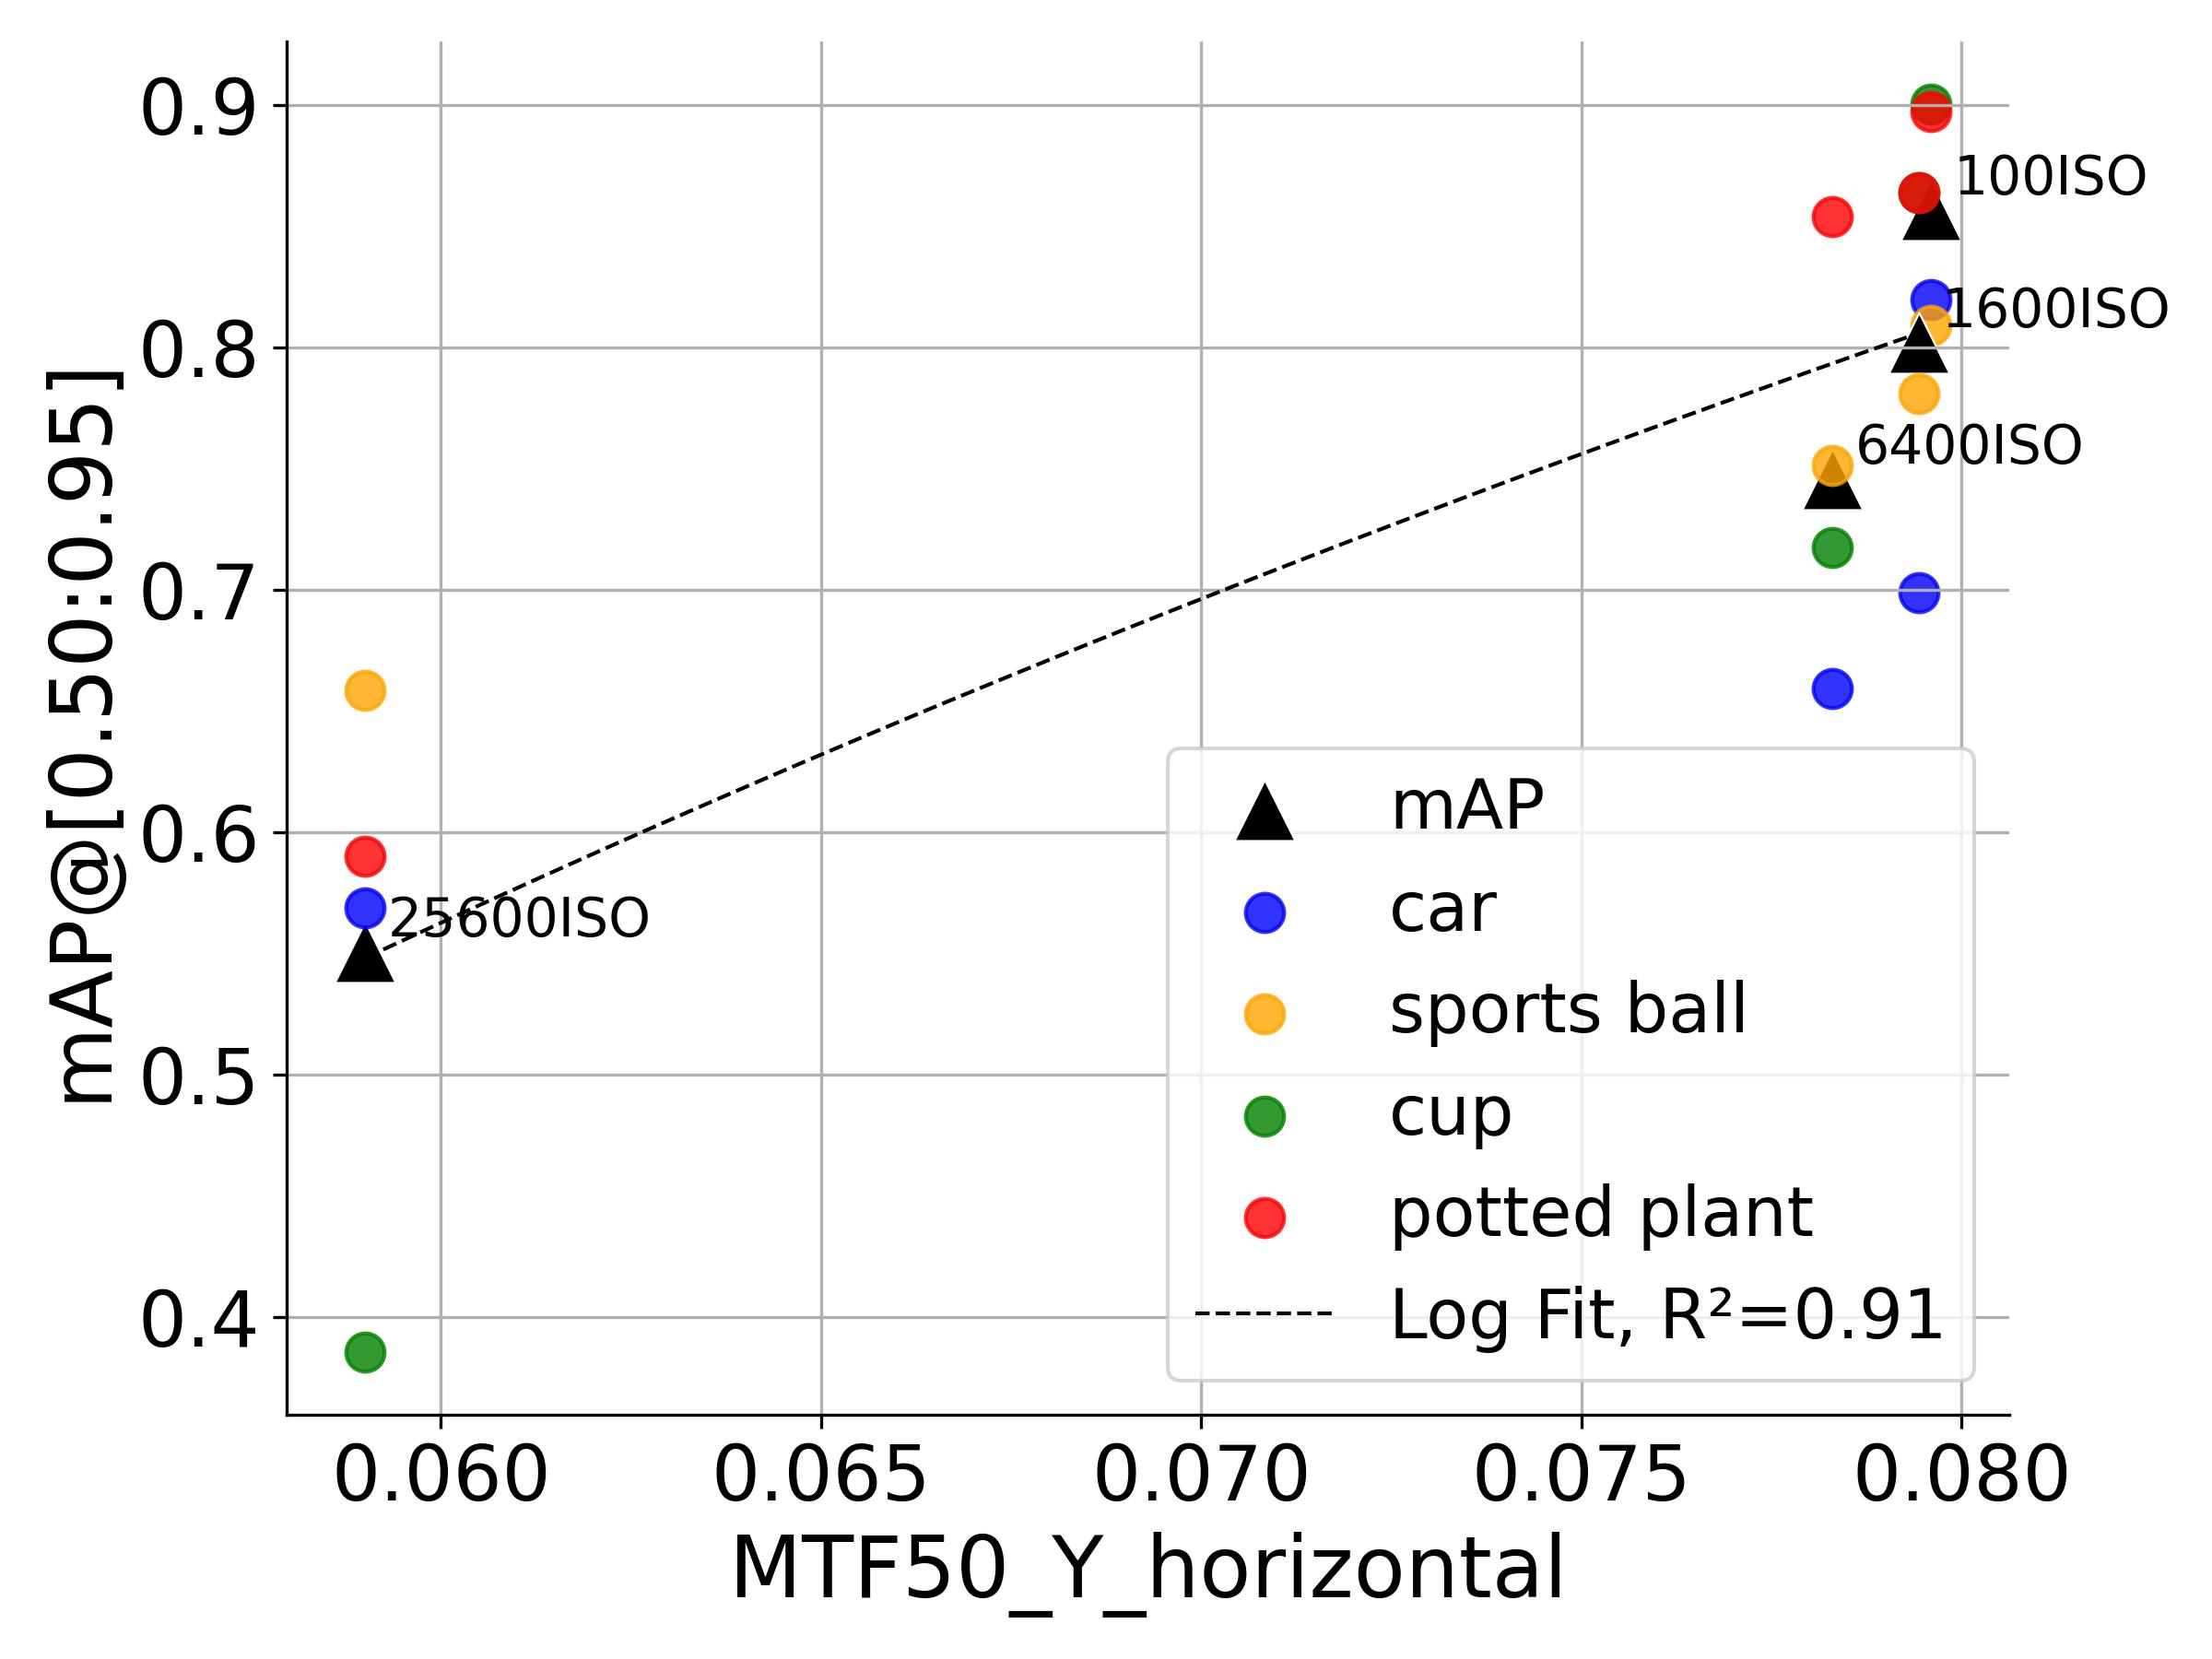 mAP@[0.50:0.95]
0.9
0.8
0.7
0.6
0.5
0.4
100ISO
1600ISO
6400ISO
25600ISO
mAP
car
sports ball
cup
potted plant
Log Fit, R²=0.91
0.060
0.065
0.070
0.075
0.080
MTF50_Y_horizontal